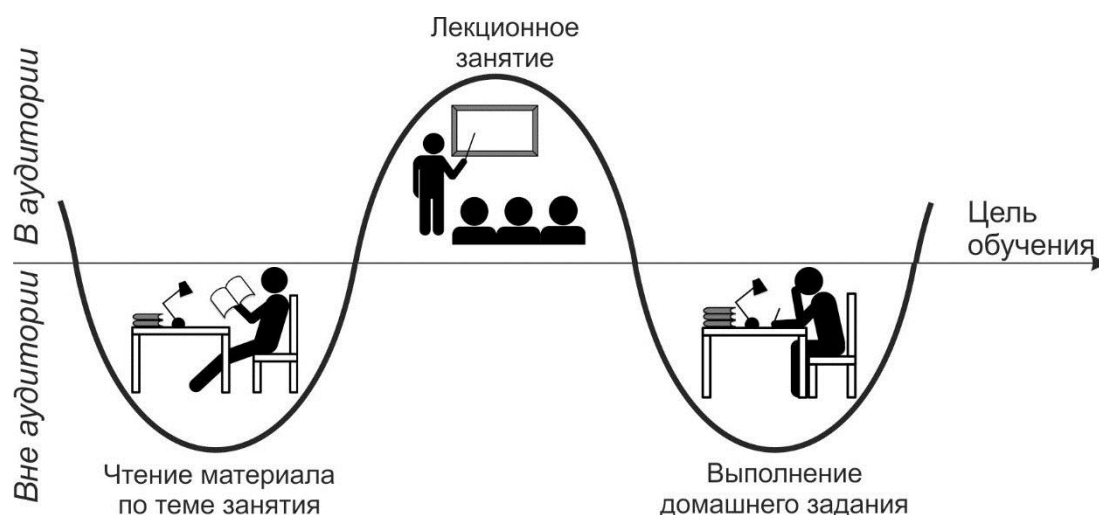 Лекционное
занятие
В аудитории
Цель
обучения
Вне аудитории
Чтение материала
по теме занятия
Выполнение
домашнего задания